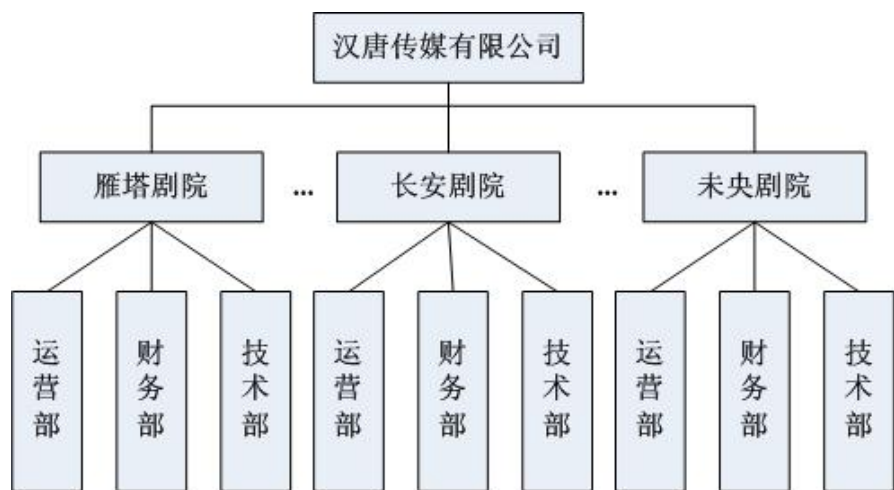 汉唐传媒有限公司
雁塔剧院 ... 长安剧院 ... 未央剧院
运营部 财务部 技术部 运营部 财务部 技术部 运营部 财务部 技术部